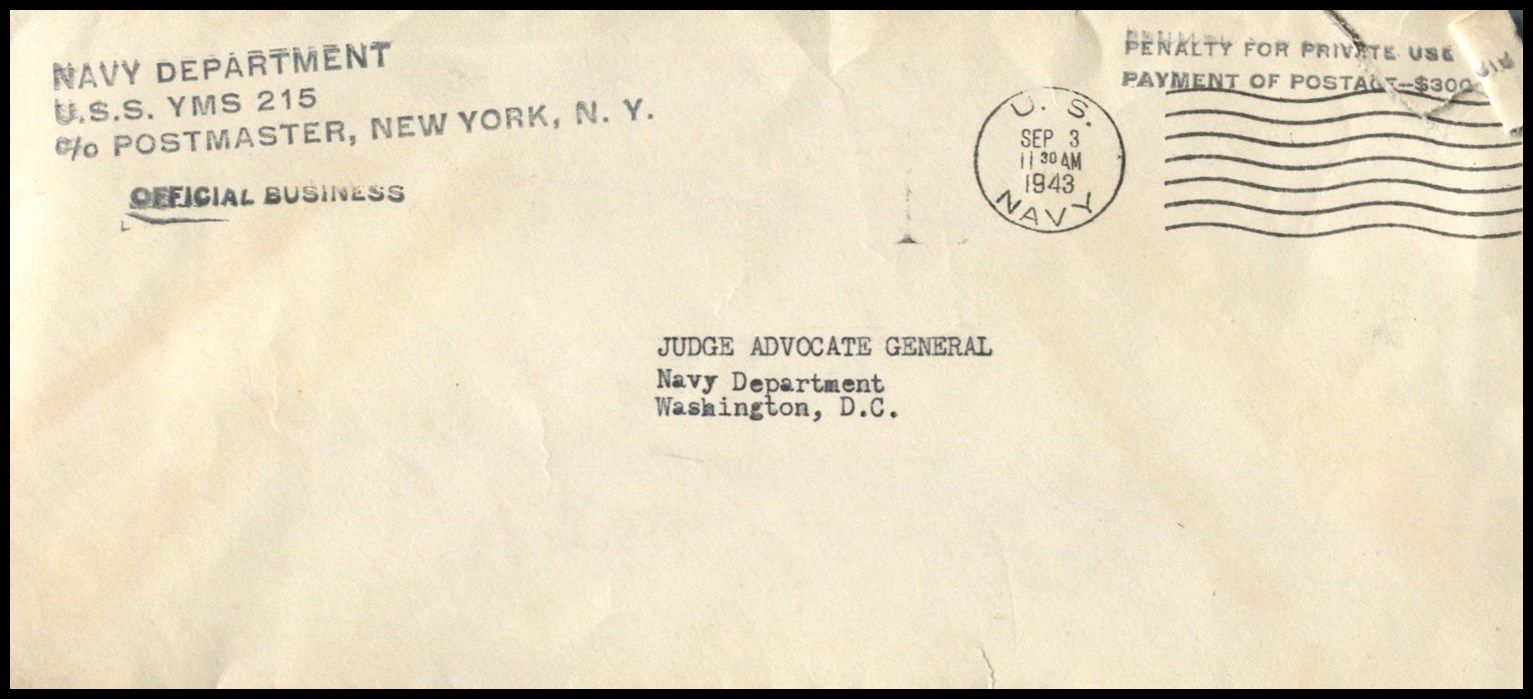 NAVY DEPARTMENT
U.S.S. YMS 215
c/o POSTMASTER, NEW YORK, N. Y.
OFFICIAL BUSINESS
PENALTY FOR PRIVATE USE
PAYMENT OF POSTAGE--$300
U. S.
SEP 3
11 30 AM
1943
NAVY
JUDGE ADVOCATE GENERAL
Navy Department
Washington, D.C.